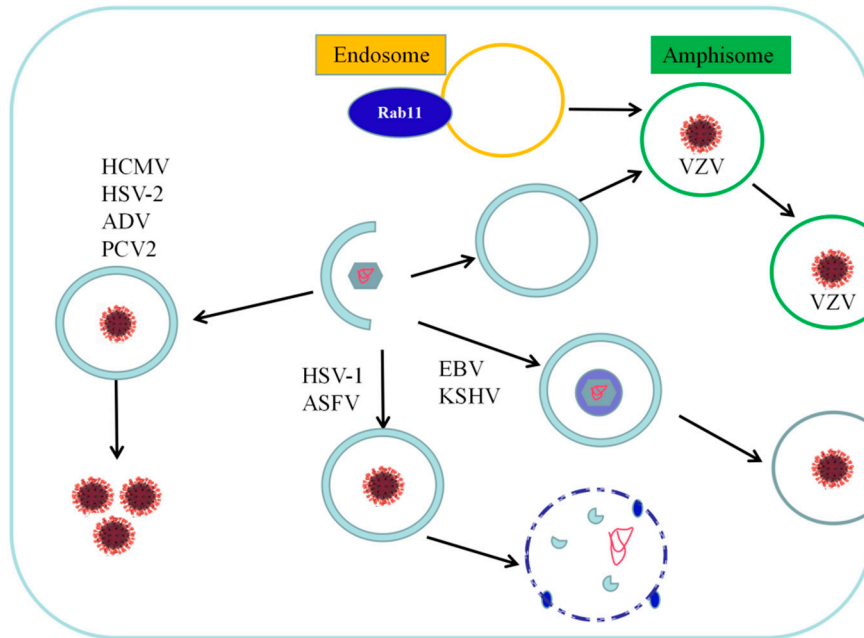 Endosome
Amphisome
Rab11
VZV
HCMV
HSV-2
ADV
PCV2
VZV
HSV-1
ASFV
EBV
KSHV